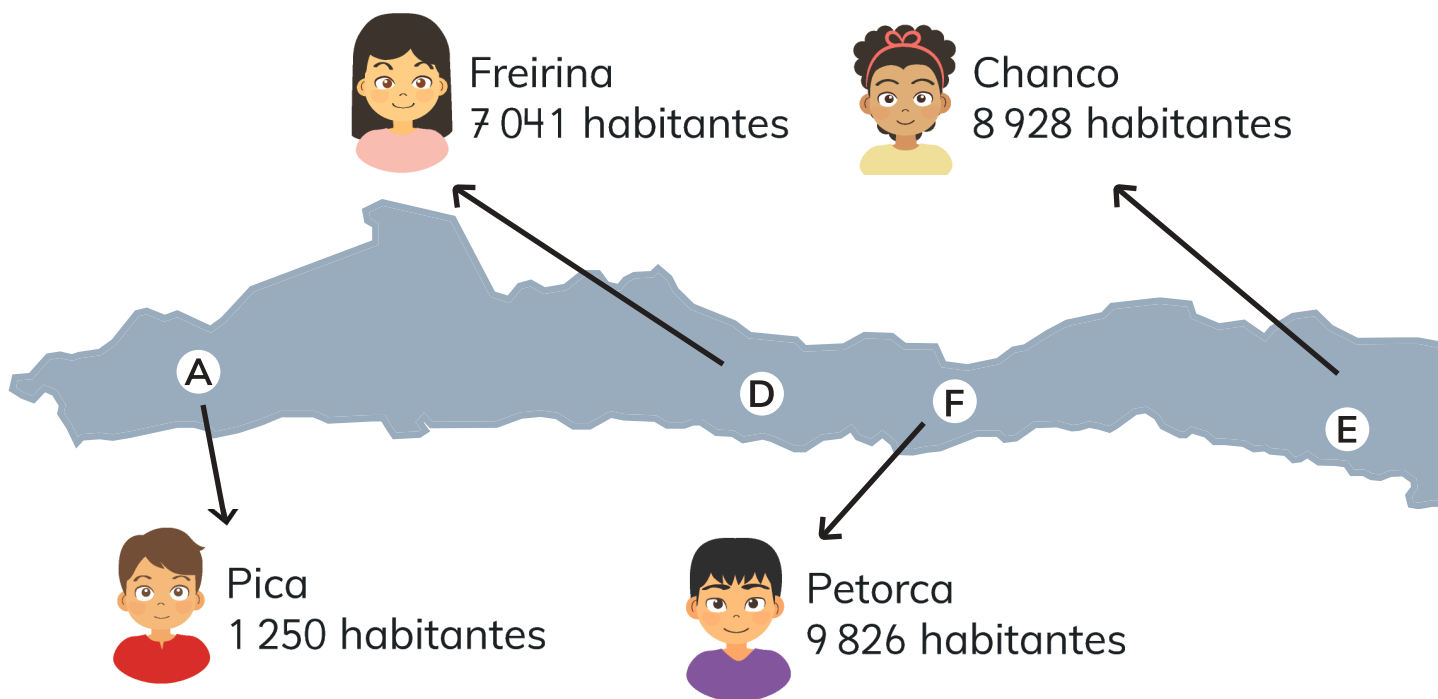 Freirina
7 041 habitantes
Chanco
8 928 habitantes
A
D
F
E
Pica
1 250 habitantes
Petorca
9 826 habitantes